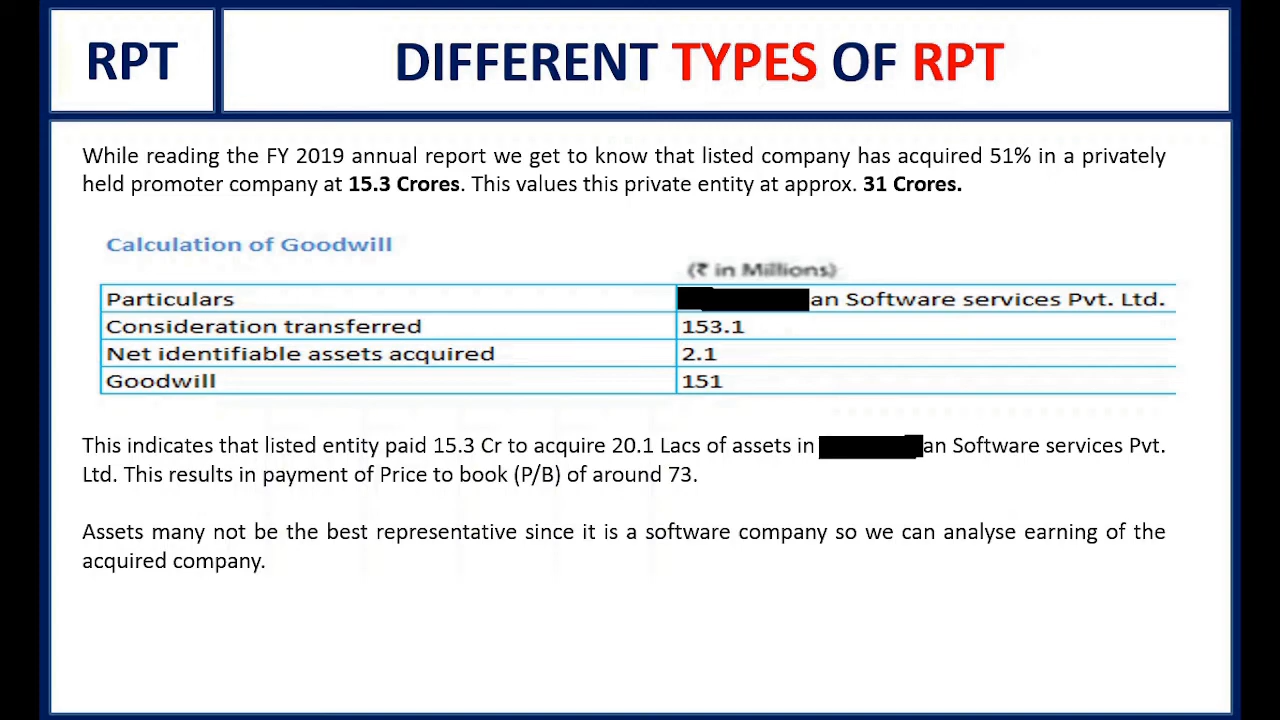 RPT
DIFFERENT TYPES OF RPT
While reading the FY 2019 annual report we get to know that listed company has acquired 51% in a privately
held promoter company at 15.3 Crores. This values this private entity at approx. 31 Crores.
Calculation of Goodwill
(₹ in Millions)
Particulars an Software services Pvt. Ltd.
Consideration transferred 153.1
Net identifiable assets acquired 2.1
Goodwill 151
This indicates that listed entity paid 15.3 Cr to acquire 20.1 Lacs of assets in an Software services Pvt.
Ltd. This results in payment of Price to book (P/B) of around 73.
Assets many not be the best representative since it is a software company so we can analyse earning of the
acquired company.